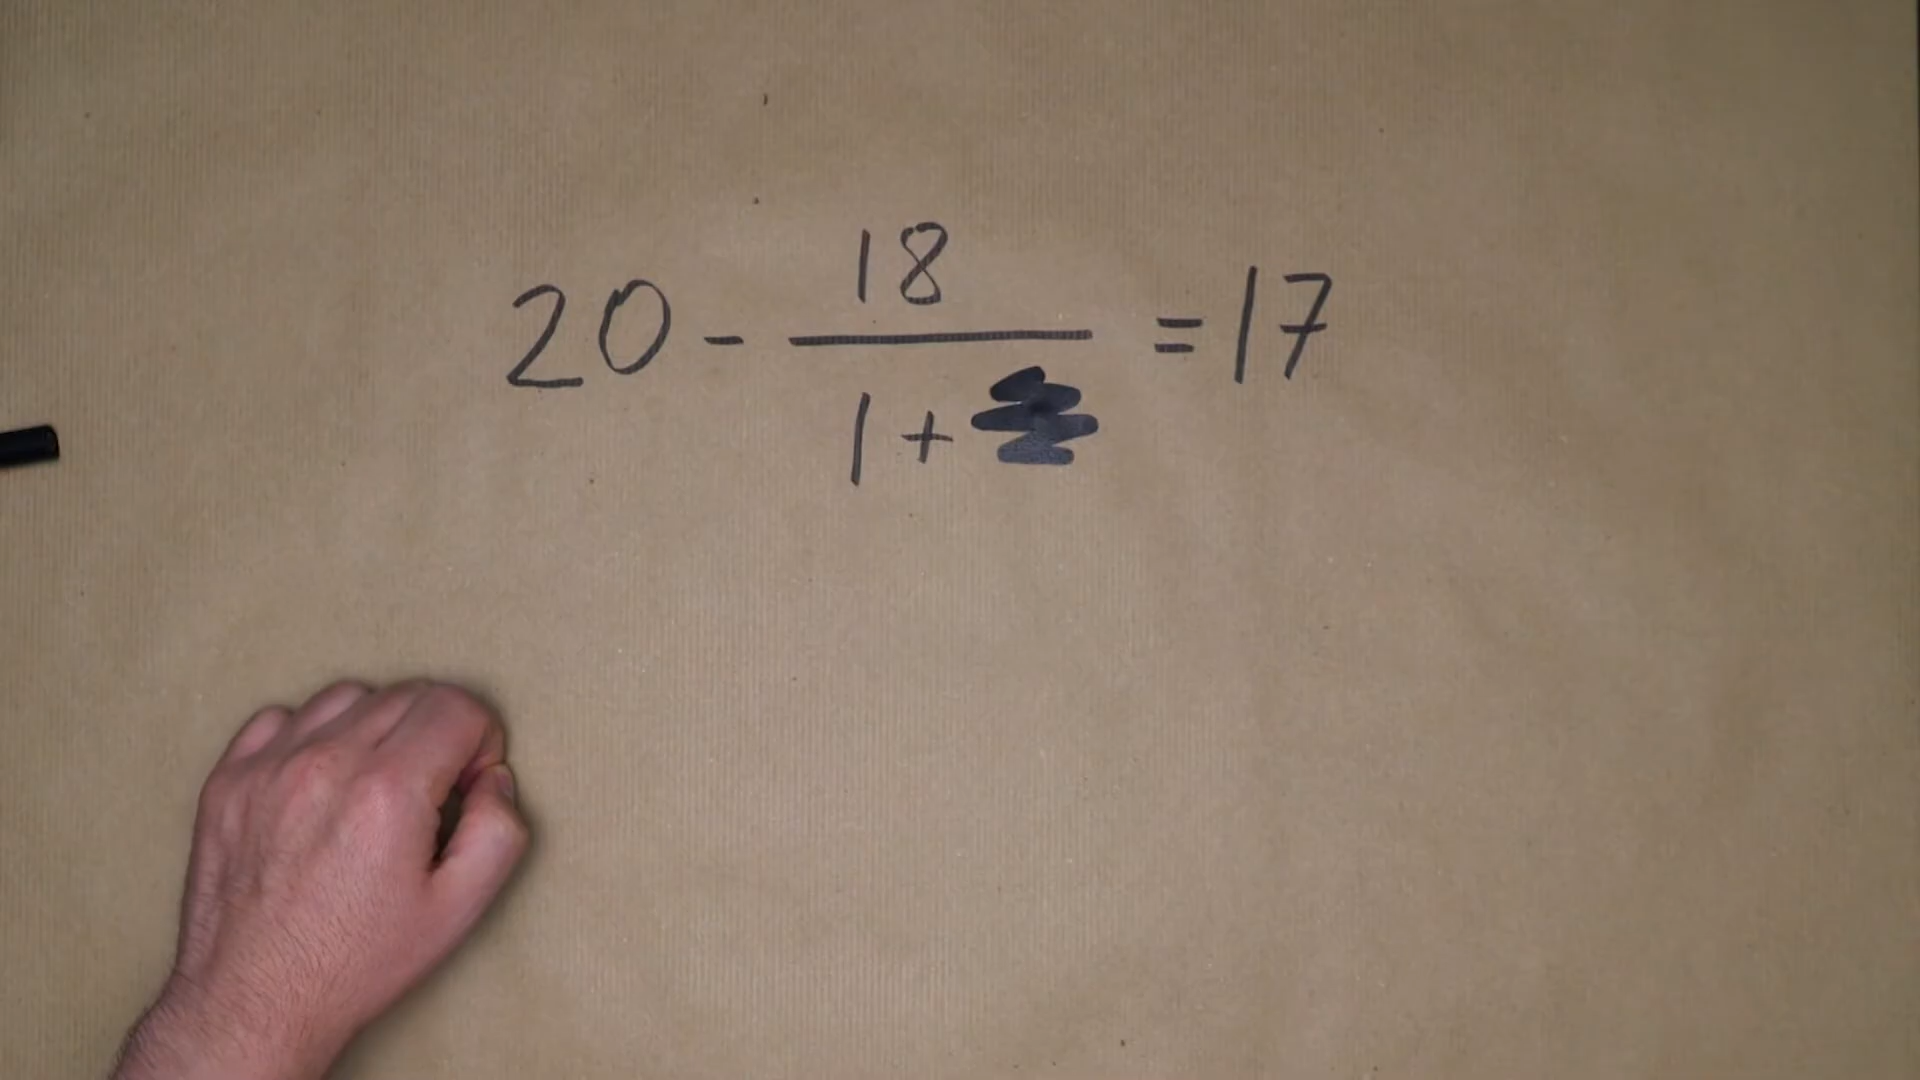 20 - 18/(1 + ) = 17